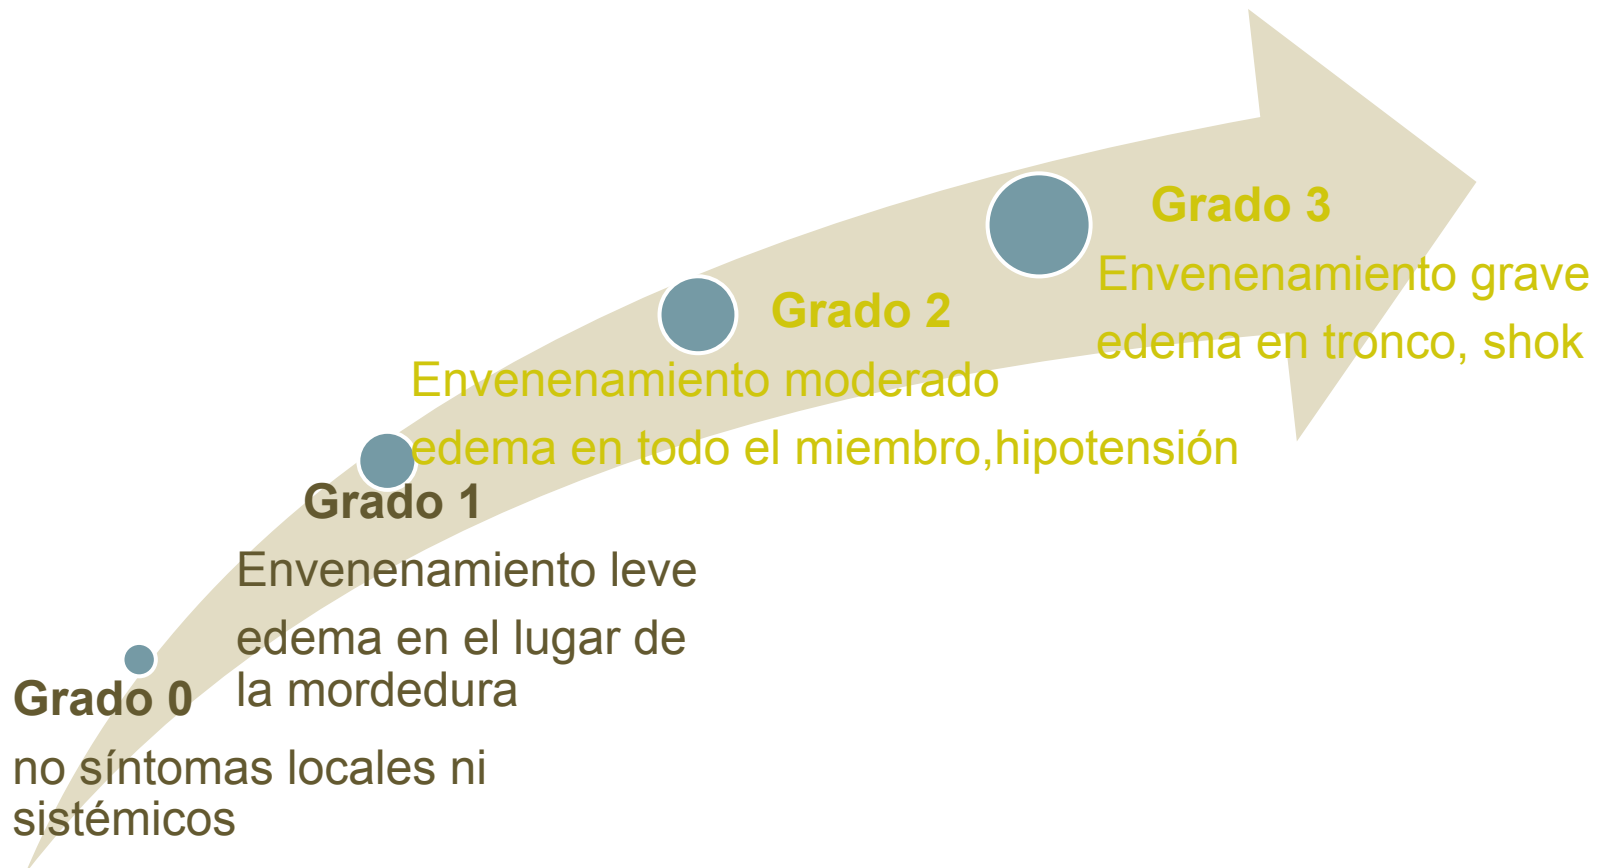 Grado 0
no síntomas locales ni
sistémicos
Grado 1
Envenenamiento leve
edema en el lugar de
la mordedura
Grado 2
Envenenamiento moderado
edema en todo el miembro,hipotensión
Grado 3
Envenenamiento grave
edema en tronco, shok